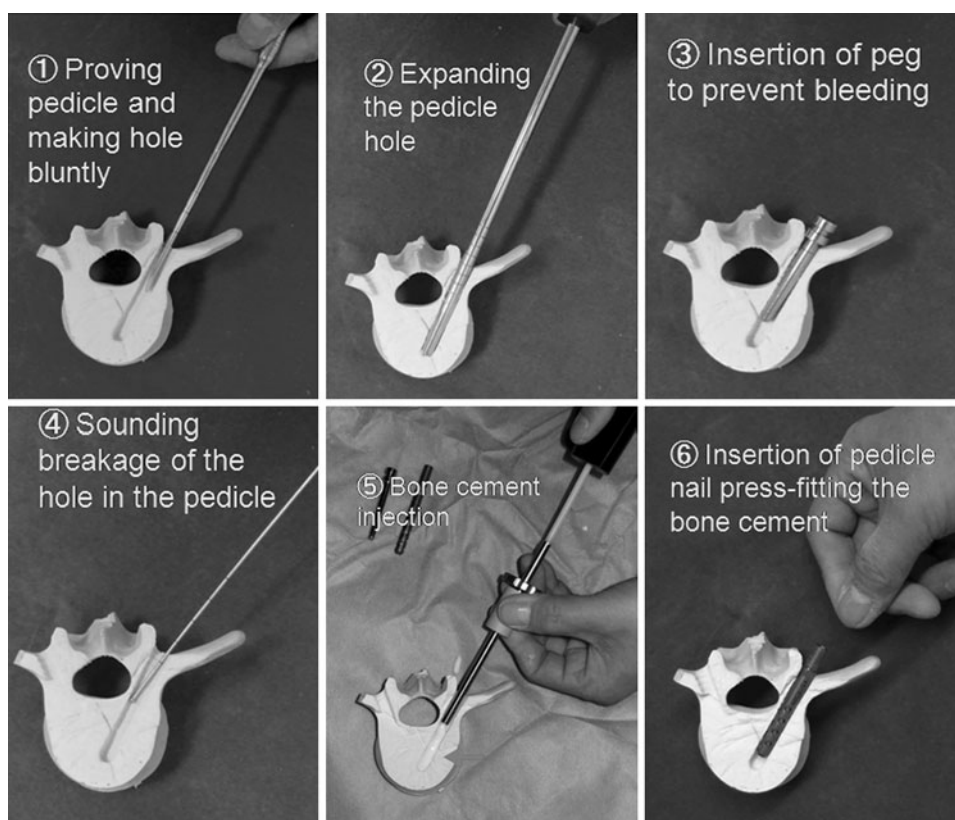 ① Proving
pedicle and
making hole
bluntly
② Expanding
the pedicle
hole
③ Insertion of peg
to prevent bleeding
④ Sounding
breakage of the
hole in the pedicle
⑤ Bone cement
injection
⑥ Insertion of pedicle
nail press-fitting the
bone cement